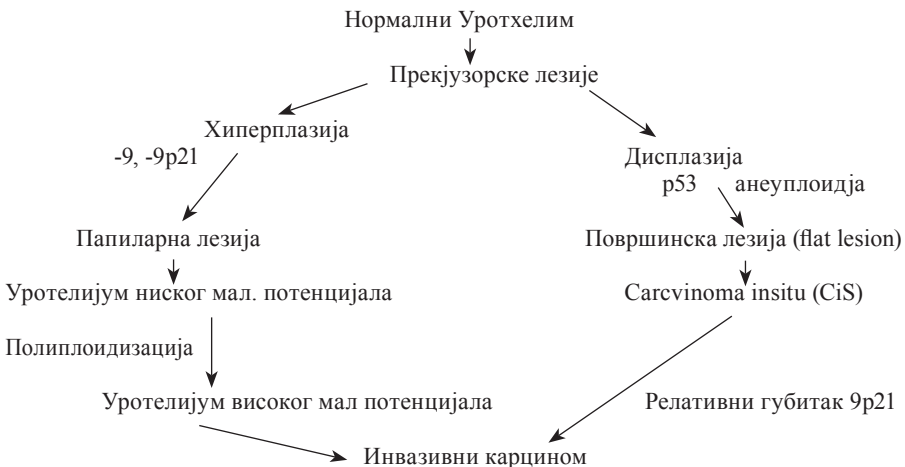 Нормални Уротхелим
Прекјузорске лезије
Хиперплазија
-9, -9p21
Дисплазија
p53 анеуплоидја
Папиларна лезија
Површинска лезија (flat lesion)
Уротелијум ниског мал. потенцијала
Carcvinoma insitu (CiS)
Полиплоидизација
Уротелијум високог мал потенцијала
Релативни губитак 9p21
Инвазивни карцином